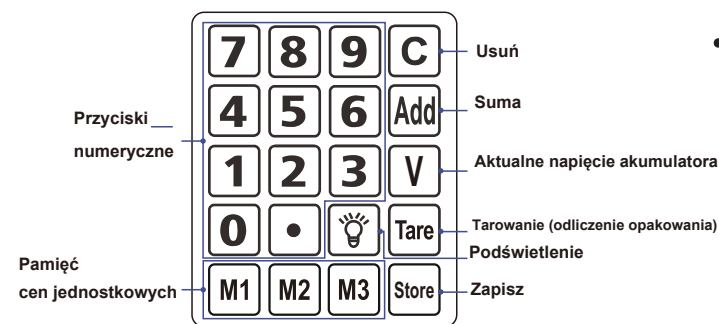 7 8 9 C Usuń
4 5 6 Add Suma
Przyciski
numeryczne
1 2 3 V Aktualne napięcie akumulatora
0 • Tare Tarowanie (odliczenie opakowania)
Podświetlenie
Pamięć
cen jednostkowych
M1 M2 M3 Store Zapisz